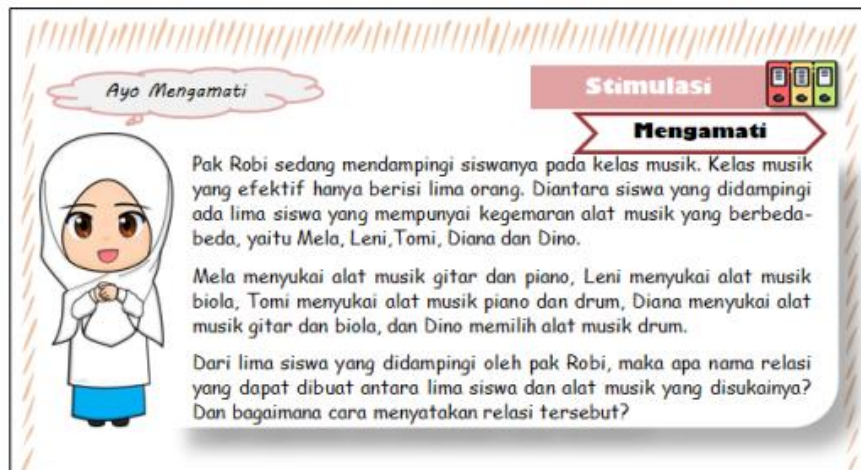 Ayo Mengamati
Stimulasi
Mengamati
Pak Robi sedang mendampingi siswanya pada kelas musik. Kelas musik
yang efektif hanya berisi lima orang. Diantara siswa yang didampingi
ada lima siswa yang mempunyai kegemaran alat musik yang berbeda-
beda, yaitu Mela, Leni,Tomi, Diana dan Dino.
Mela menyukai alat musik gitar dan piano, Leni menyukai alat musik
biola, Tomi menyukai alat musik piano dan drum, Diana menyukai alat
musik gitar dan biola, dan Dino memilih alat musik drum.
Dari lima siswa yang didampingi oleh pak Robi, maka apa nama relasi
yang dapat dibuat antara lima siswa dan alat musik yang disukainya?
Dan bagaimana cara menyatakan relasi tersebut?